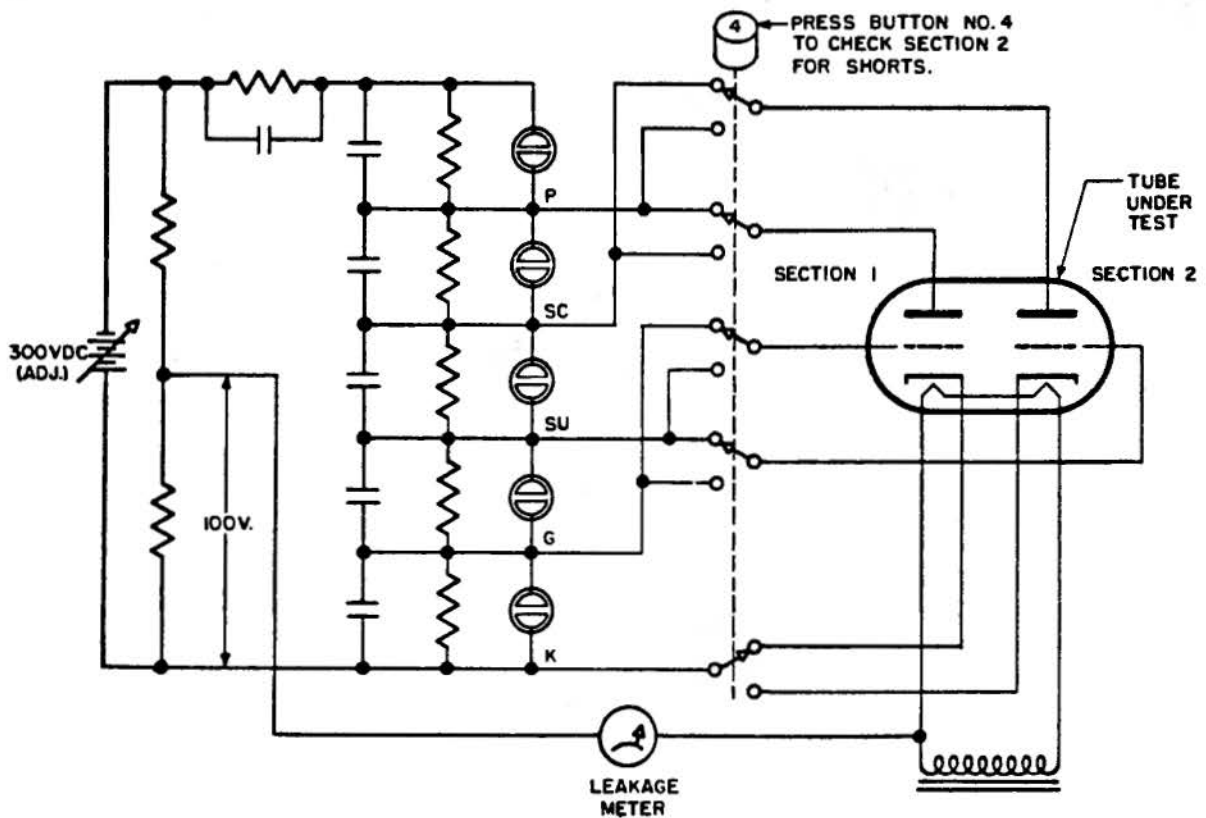 4
PRESS BUTTON NO. 4
TO CHECK SECTION 2
FOR SHORTS.
P
TUBE
UNDER
TEST
SECTION 1
SECTION 2
SC
300VDC
(ADJ.)
SU
100V.
G
K
LEAKAGE
METER